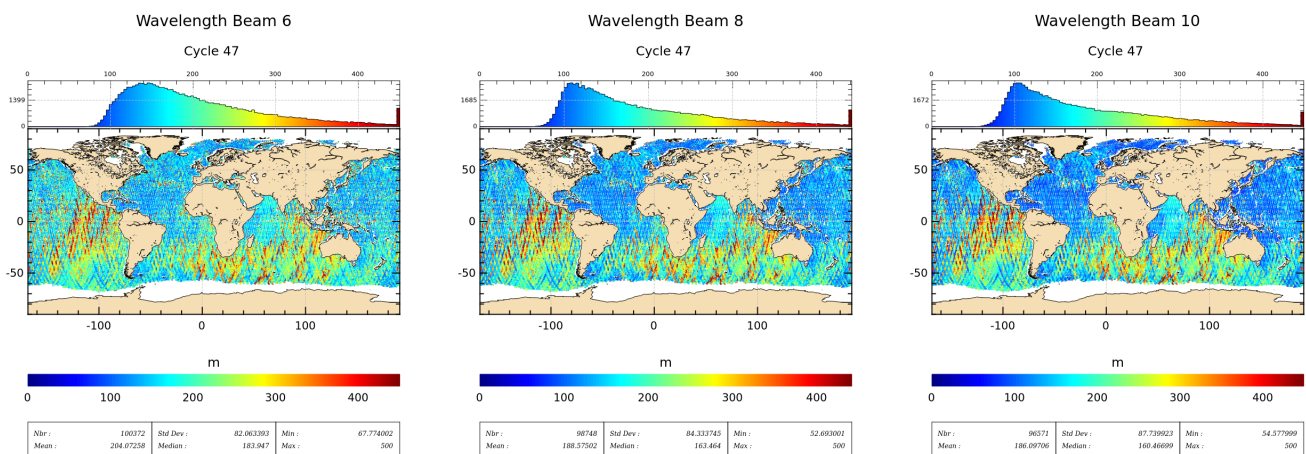 Wavelength Beam 6
Cycle 47
0 100 200 300 400
1399
0
50
0
-50
-100 0 100
m
0 100 200 300 400
Nbr : 100372 Std Dev : 82.063393 Min : 67.774002
Mean : 204.07258 Median : 183.947 Max : 500
Wavelength Beam 8
Cycle 47
0 100 200 300 400
1685
0
50
0
-50
-100 0 100
m
0 100 200 300 400
Nbr : 98748 Std Dev : 84.333745 Min : 52.693001
Mean : 188.57502 Median : 163.464 Max : 500
Wavelength Beam 10
Cycle 47
0 100 200 300 400
1672
0
50
0
-50
-100 0 100
m
0 100 200 300 400
Nbr : 96571 Std Dev : 87.739923 Min : 54.577999
Mean : 186.09706 Median : 160.46699 Max : 500